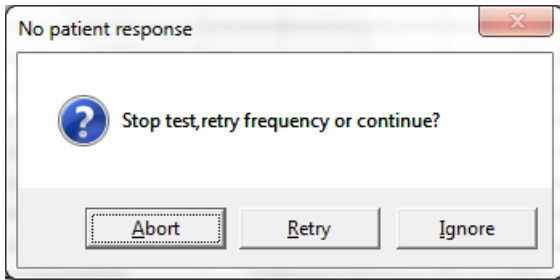 No patient response
Stop test,retry frequency or continue?
Abort Retry Ignore